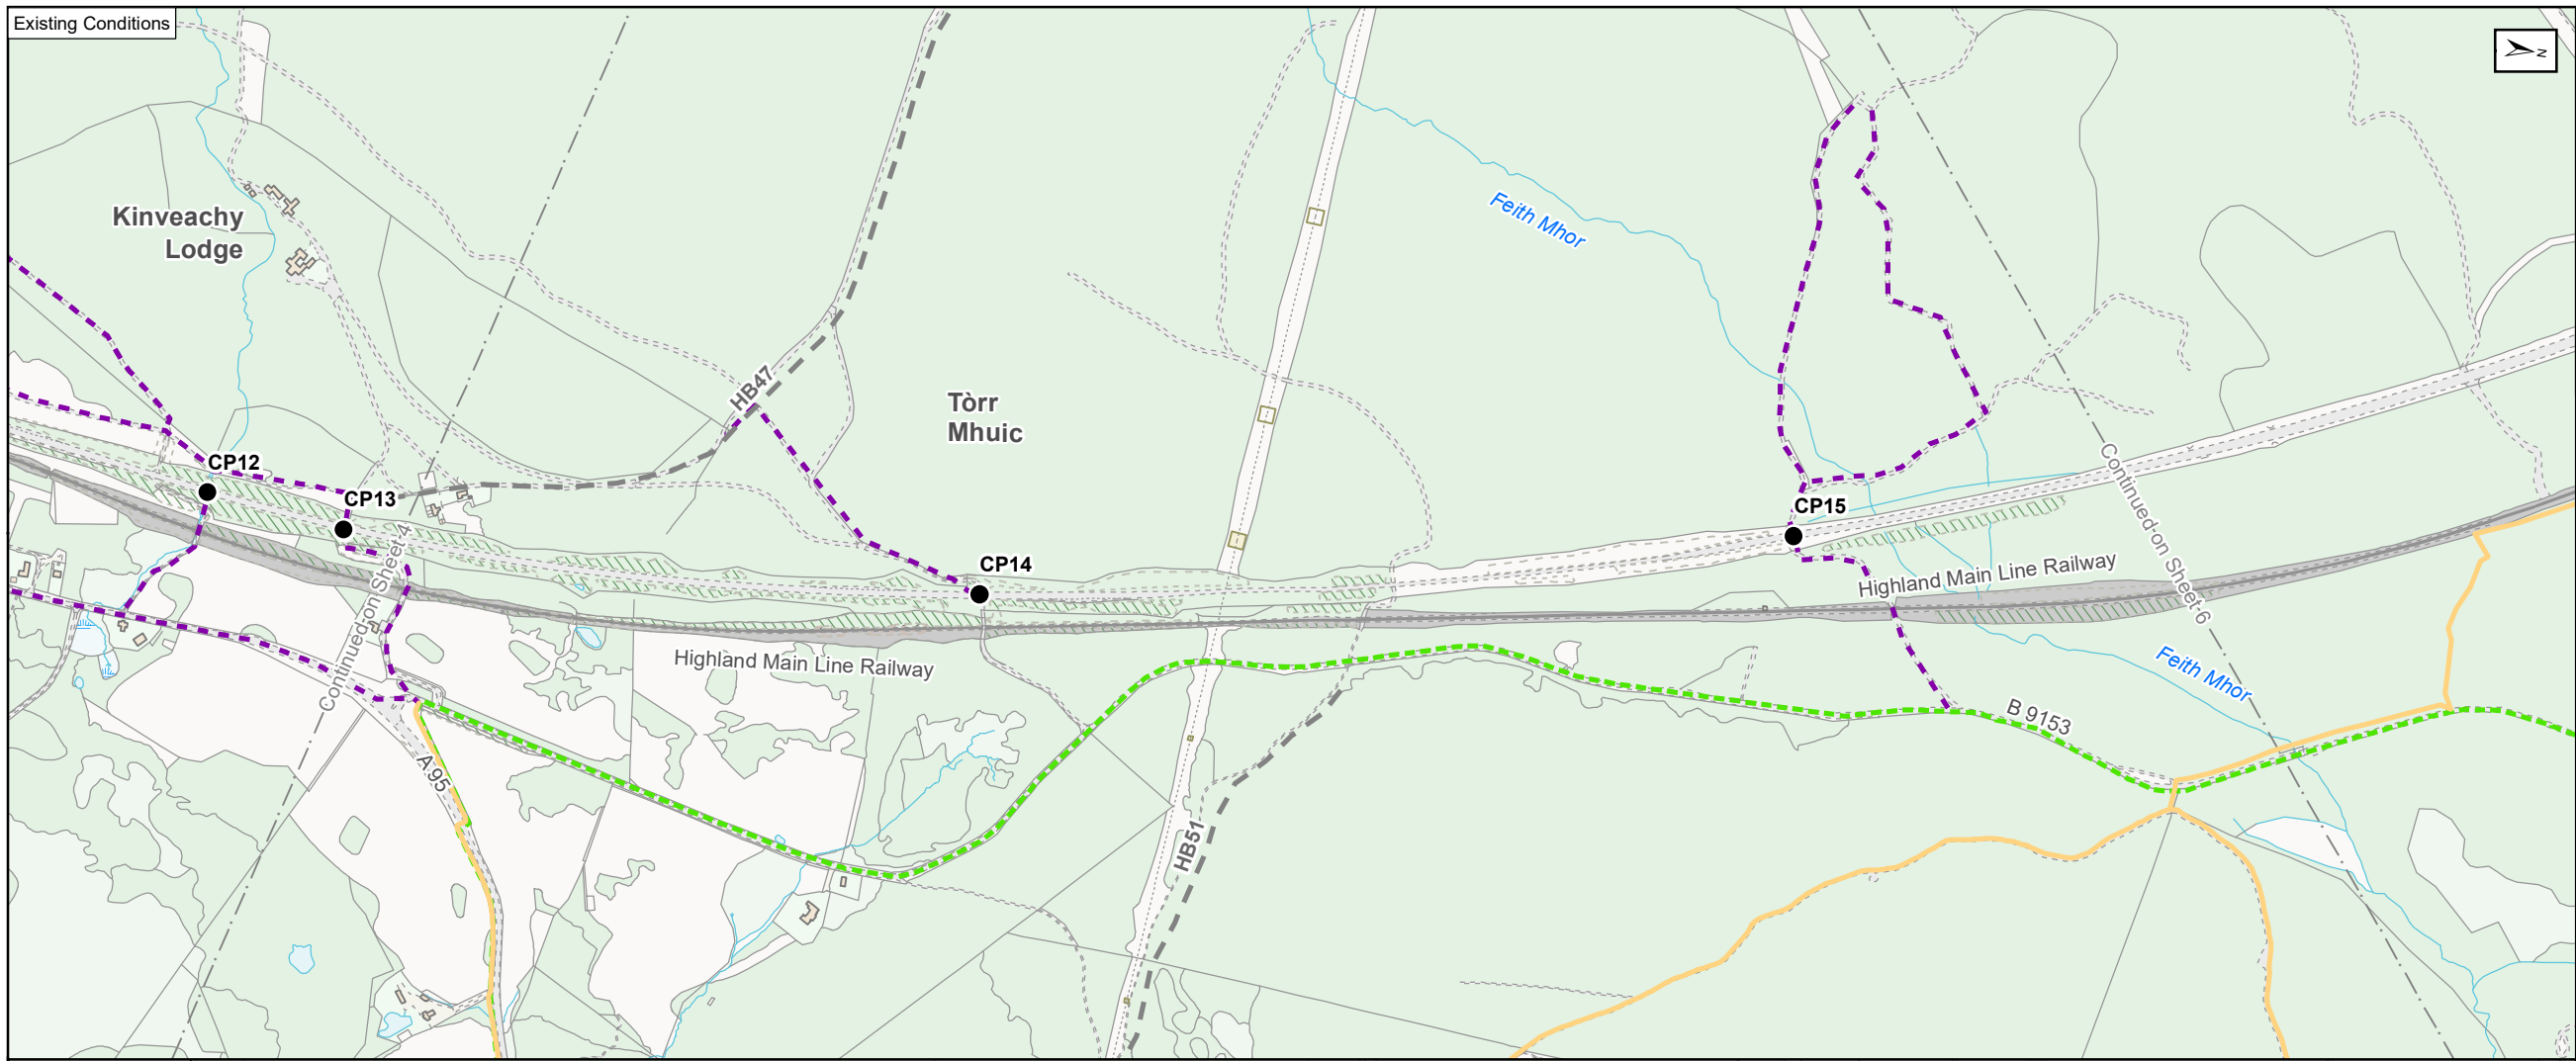 Existing Conditions
N
Kinveachy
Lodge
Feith Mhor
HB47
Tòrr
Mhuic
CP12
CP13
CP14
CP15
Continued on Sheet 4
Continued on Sheet 6
Highland Main Line Railway
Highland Main Line Railway
Feith Mhor
B 9153
A 95
HB51